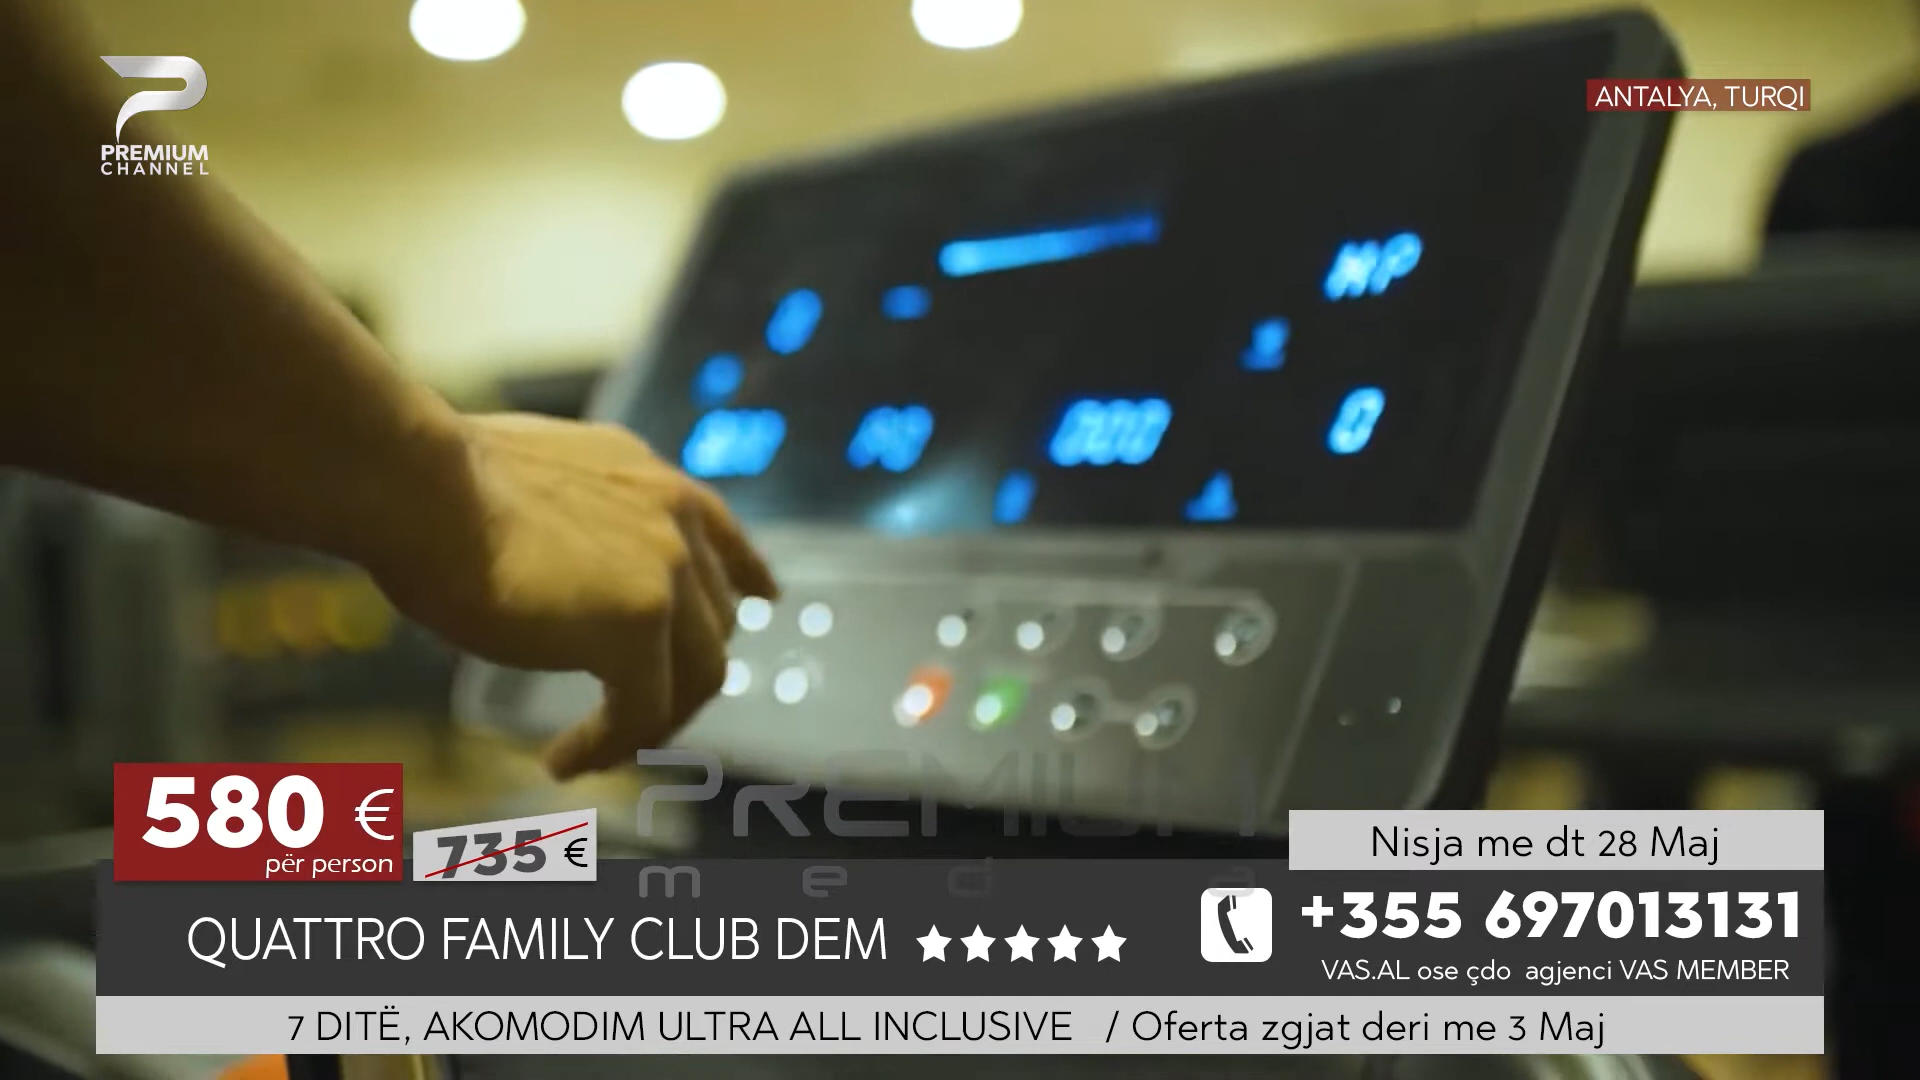 PREMIUM
CHANNEL
ANTALYA, TURQI
580 €
për person
735 €
PREMIUM
Nisja me dt 28 Maj
QUATTRO FAMILY CLUB DEM
+355 697013131
VAS.AL ose çdo agjenci VAS MEMBER
7 DITË, AKOMODIM ULTRA ALL INCLUSIVE / Oferta zgjat deri me 3 Maj